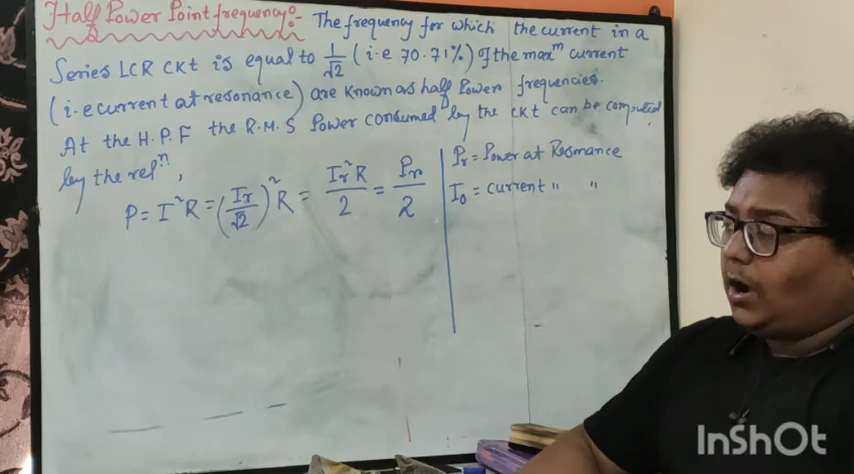 Half Power Point frequency:- The frequency for which the current in a
Series LCR CKt is equal to 1/√2 (i.e 70.71%) of the maxᵐ current
(i.e current at resonance) are known as half Power frequencies.
At the H.P.F the R.M.S Power consumed by the CKt can be computed
by the relⁿ,
P = I²R = (Ir/√2)²R = Ir²R/2 = Pr/2
Pr = Power at Resonance
I₀ = current " "
InShOt